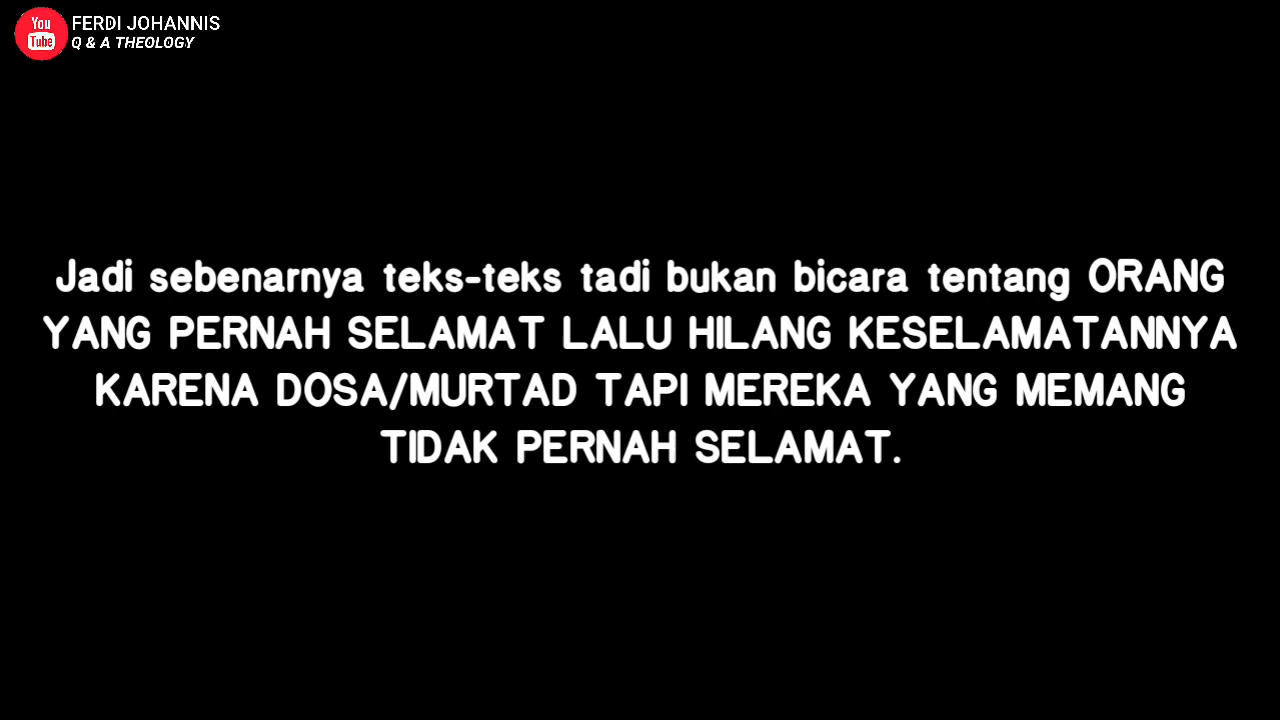 You
Tube
FERDI JOHANNIS
Q & A THEOLOGY
Jadi sebenarnya teks-teks tadi bukan bicara tentang ORANG
YANG PERNAH SELAMAT LALU HILANG KESELAMATANNYA
KARENA DOSA/MURTAD TAPI MEREKA YANG MEMANG
TIDAK PERNAH SELAMAT.